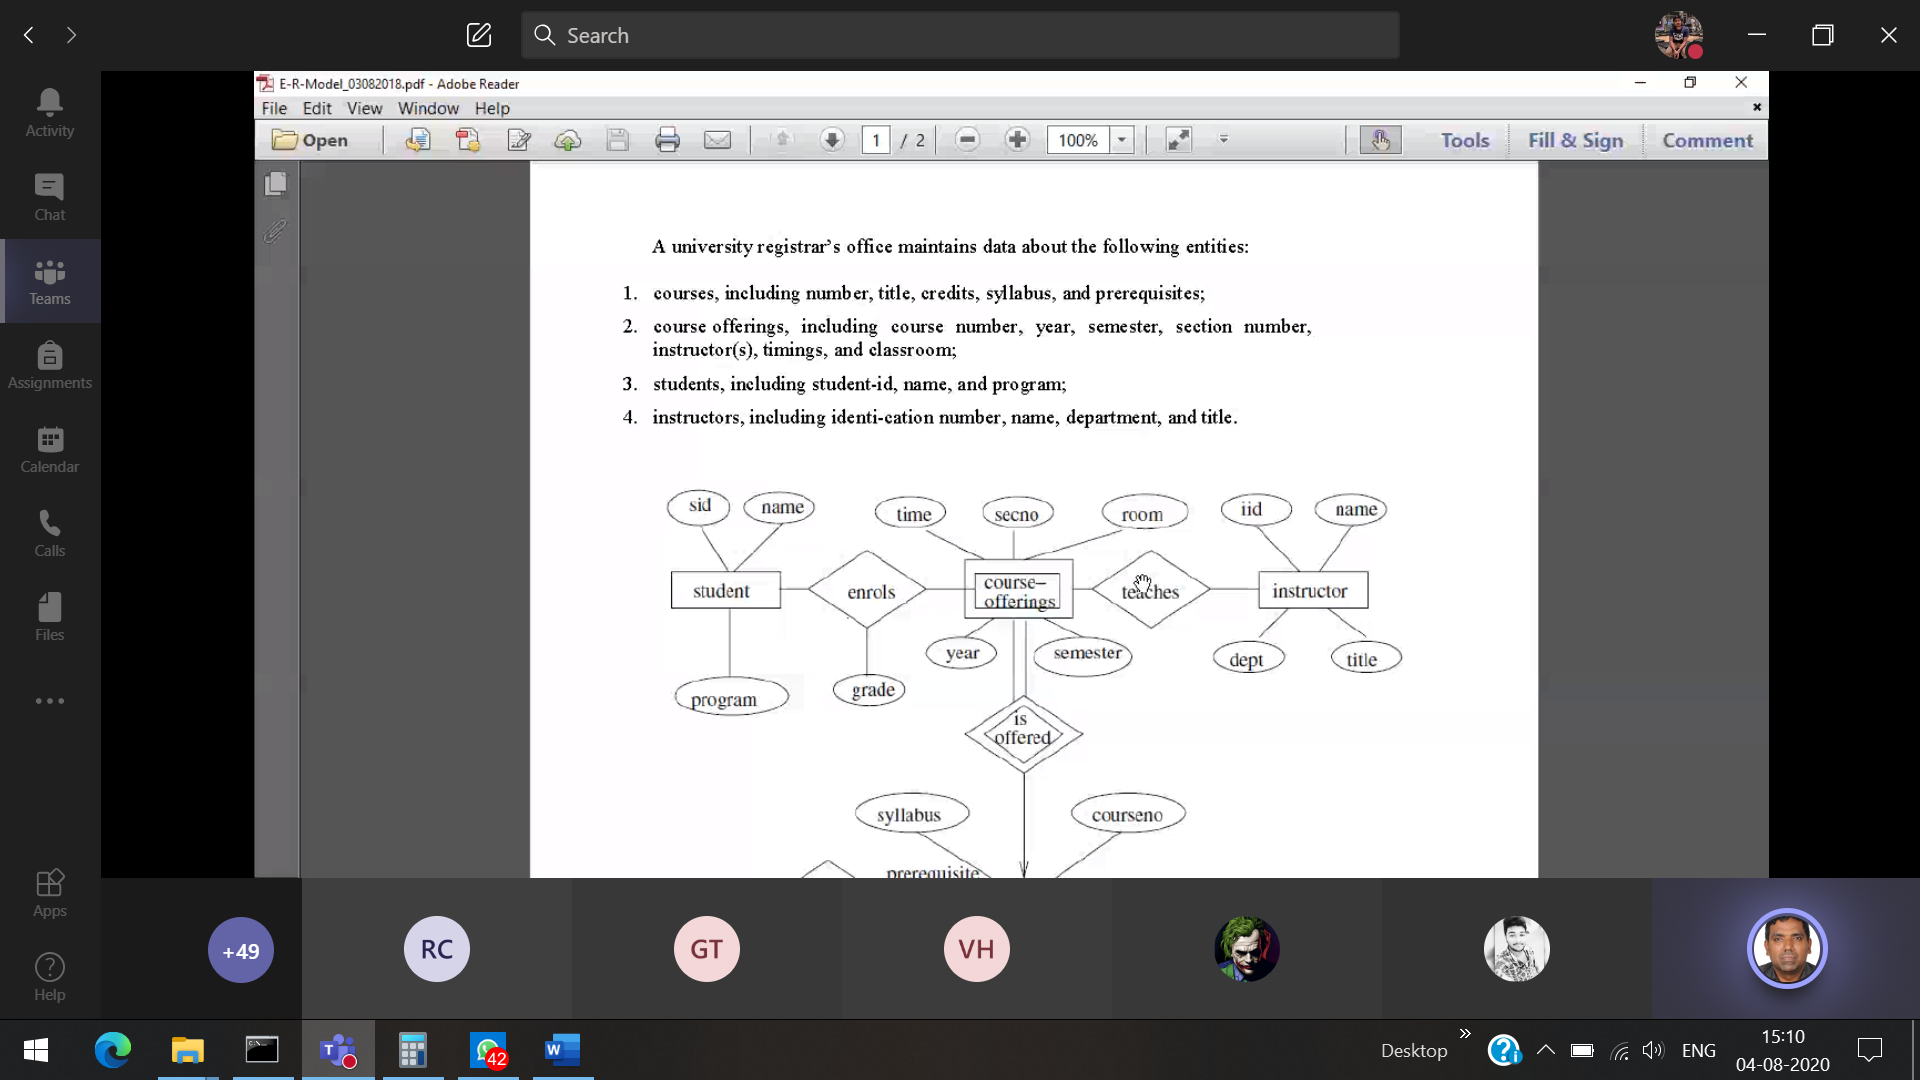 Search
E-R-Model_03082018.pdf - Adobe Reader
File Edit View Window Help
Open
1 / 2
100%
Tools
Fill & Sign
Comment
Activity
Chat
Teams
Assignments
Calendar
Calls
Files
Apps
Help
A university registrar's office maintains data about the following entities:
1. courses, including number, title, credits, syllabus, and prerequisites;
2. course offerings, including course number, year, semester, section number,
instructor(s), timings, and classroom;
3. students, including student-id, name, and program;
4. instructors, including identi-cation number, name, department, and title.
sid name time secno room iid name
student enrols course–
offerings teaches instructor
year semester dept title
program grade
is
offered
syllabus courseno
prerequisite
+49 RC GT VH
T
42
W
Desktop
ENG
15:10
04-08-2020